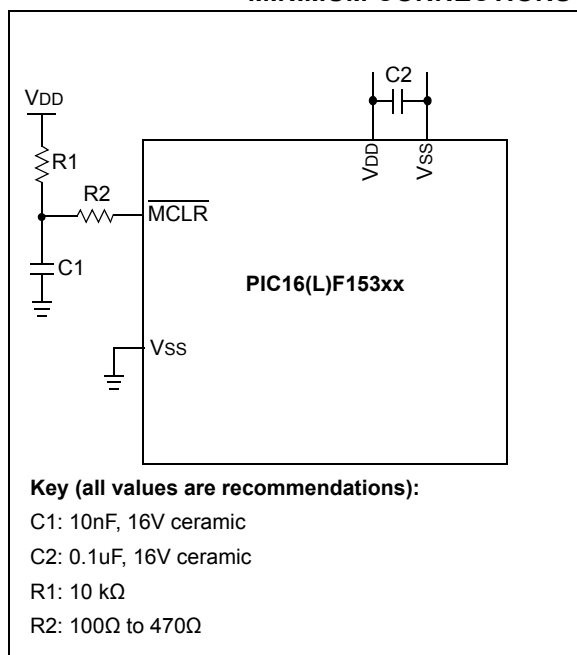 C2
VDD
R1
VDD
VSS
R2
MCLR
C1
PIC16(L)F153xx
VSS
Key (all values are recommendations):
C1: 10nF, 16V ceramic
C2: 0.1uF, 16V ceramic
R1: 10 kΩ
R2: 100Ω to 470Ω